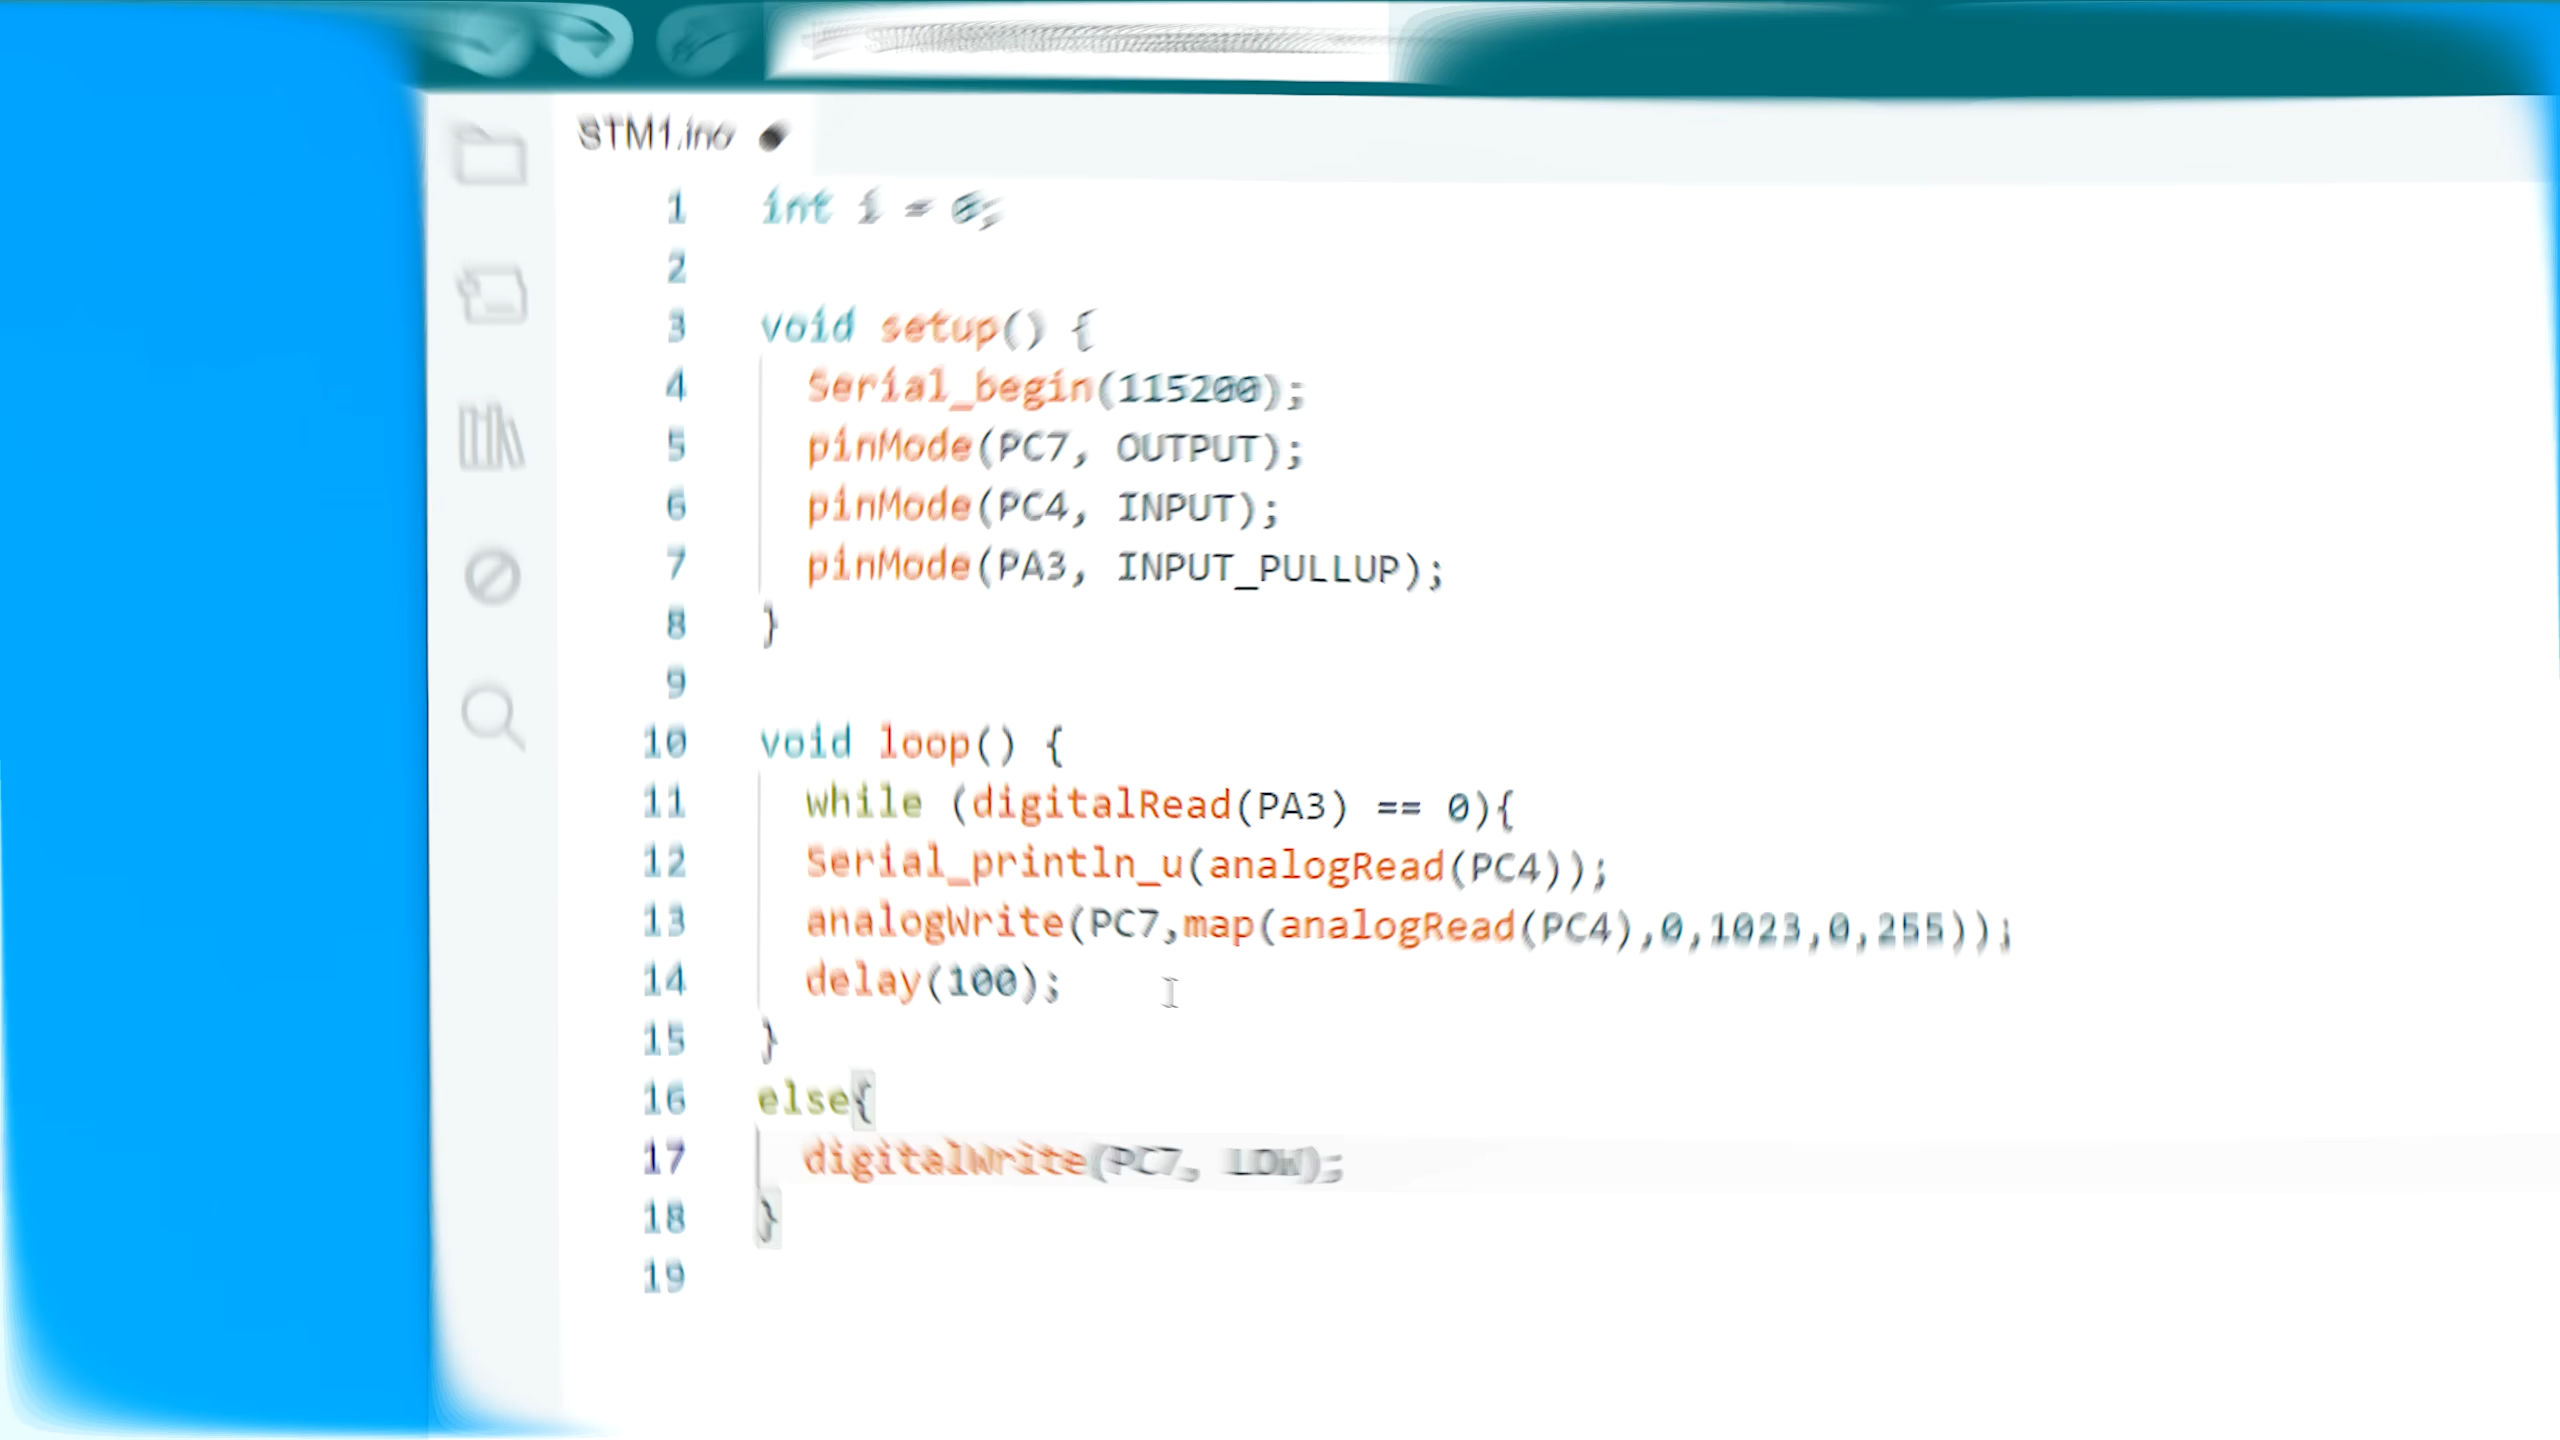 STM1.ino
1 int i = 0;
2
3 void setup() {
4 Serial_begin(115200);
5 pinMode(PC7, OUTPUT);
6 pinMode(PC4, INPUT);
7 pinMode(PA3, INPUT_PULLUP);
8 }
9
10 void loop() {
11 while (digitalRead(PA3) == 0){
12 Serial_println_u(analogRead(PC4));
13 analogWrite(PC7,map(analogRead(PC4),0,1023,0,255));
14 delay(100);
15 }
16 else{
17 digitalWrite(PC7, LOW);
18 }
19